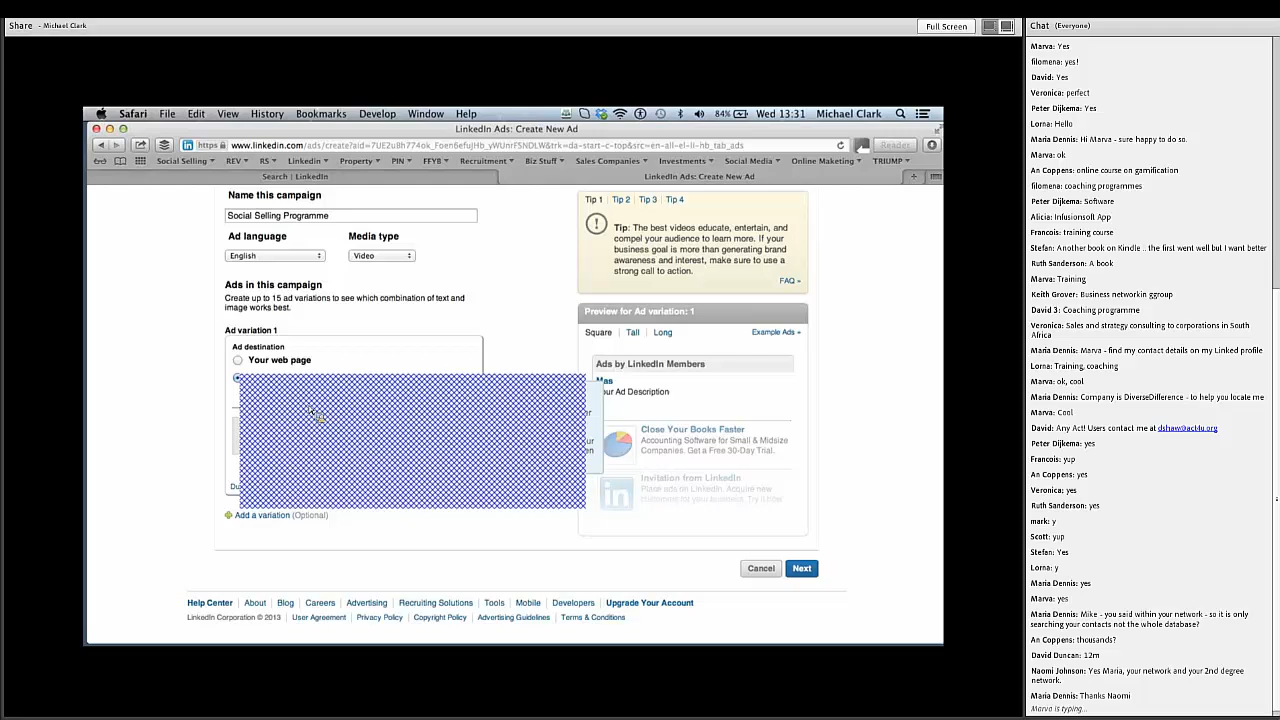 Share - Michael Clark
Full Screen
Safari File Edit View History Bookmarks Develop Window Help
84% Wed 13:31 Michael Clark
LinkedIn Ads: Create New Ad
Reader
Social Selling REV RS Linkedin Property PIN FFYB Recruitment Biz Stuff Sales Companies Investments Social Media Online Maketing TRIUMP
Search | LinkedIn
LinkedIn Ads: Create New Ad
Name this campaign
Social Selling Programme
Ad language
Media type
English
Video
Ads in this campaign
Create up to 15 ad variations to see which combination of text and
image works best.
Ad variation 1
Ad destination
Your web page
Add a variation (Optional)
Tip 1 Tip 2 Tip 3 Tip 4
Tip: The best videos educate, entertain, and
compel your audience to learn more. If your
business goal is more than generating brand
awareness and interest, make sure to use a
strong call to action.
FAQ »
Preview for Ad variation: 1
Square | Tall | Long
Example Ads »
Ads by LinkedIn Members
Mas
our Ad Description
Close Your Books Faster
Accounting Software for Small & Midsize
Companies. Get a Free 30-Day Trial.
Invitation from LinkedIn
Place ads on LinkedIn. Acquire new
customers for your business. Try it now
Cancel
Next
Help Center About Blog Careers Advertising Recruiting Solutions Tools Mobile Developers Upgrade Your Account
LinkedIn Corporation © 2013 User Agreement Privacy Policy Copyright Policy Advertising Guidelines Terms & Conditions
Chat (Everyone)
Marva: Yes
filomena: yes!
David: Yes
Veronica: perfect
Peter Dijkema: Yes
Lorna: Hello
Maria Dennis: Hi Marva - sure happy to do so.
Marva: ok
An Coppens: online course on gamification
filomena: coaching programmes
Peter Dijkema: Software
Alicia: Infusionsoft App
Francois: training course
Stefan: Another book on Kindle .. the first went well but I want better
Ruth Sanderson: A book
Marva: Training
Keith Grover: Business networkin ggroup
David 3: Coaching programme
Veronica: Sales and strategy consulting to corporations in South
Africa
Maria Dennis: Marva - find my contact details on my Linked profile
Lorna: Training, coaching
Marva: ok, cool
Maria Dennis: Company is DiverseDifference - to help you locate me
Marva: Cool
David: Any Act! Users contact me at dshaw@act4u.org
Peter Dijkema: yes
Francois: yup
An Coppens: yes
Veronica: yes
Ruth Sanderson: yes
mark: y
Scott: yup
Stefan: Yes
Lorna: y
Maria Dennis: yes
Marva: yes
Maria Dennis: Mike - you said within your network - so it is only
searching your contacts not the whole database?
An Coppens: thousands?
David Duncan: 12m
Naomi Johnson: Yes Maria, your network and your 2nd degree
network.
Maria Dennis: Thanks Naomi
Marva is typing...